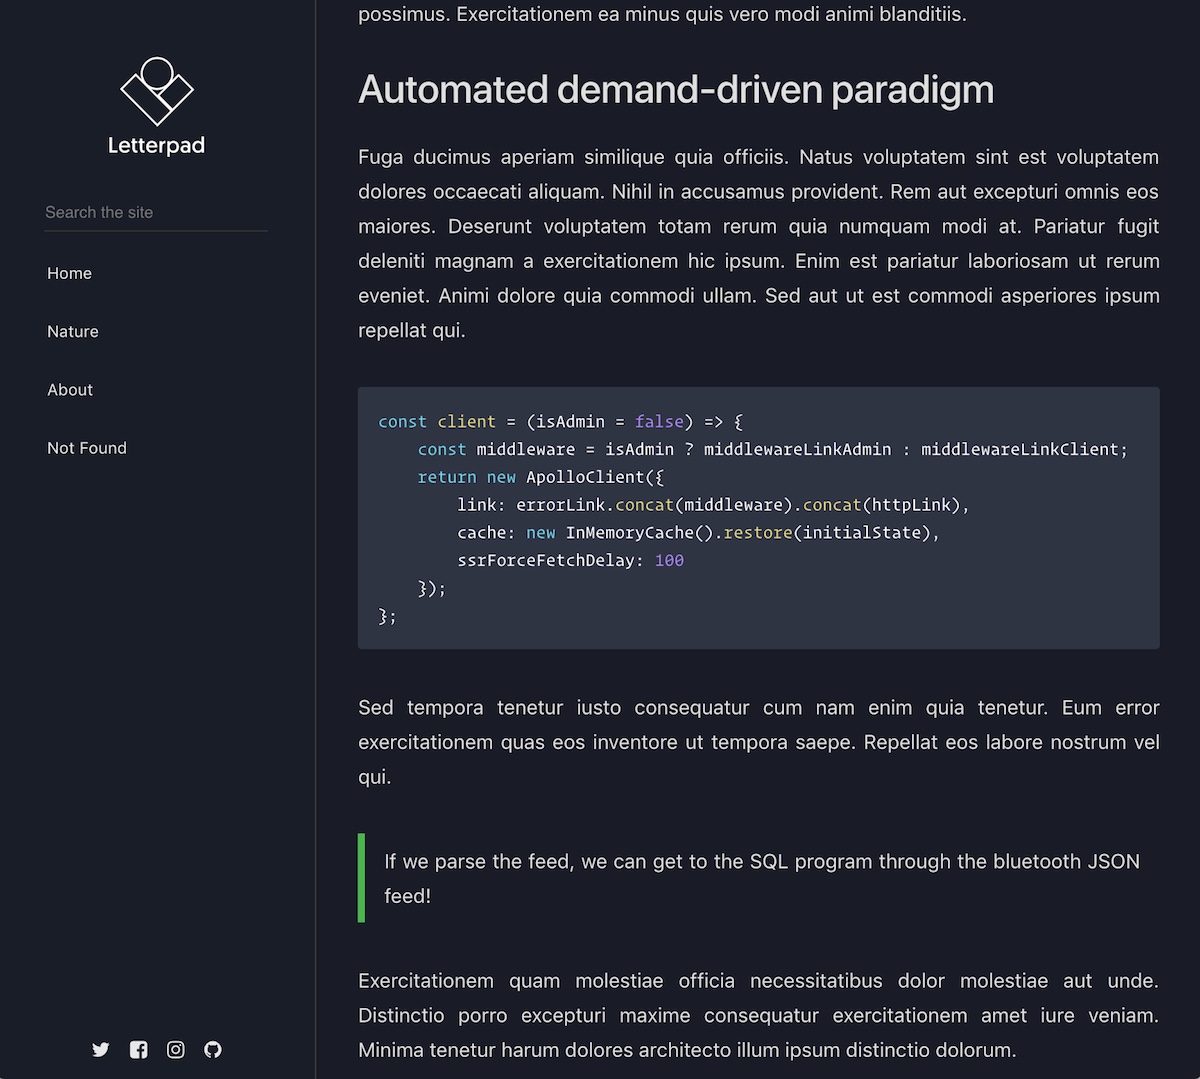 Letterpad
Search the site
Home
Nature
About
Not Found
possimus. Exercitationem ea minus quis vero modi animi blanditiis.
Automated demand-driven paradigm
Fuga ducimus aperiam similique quia officiis. Natus voluptatem sint est voluptatem
dolores occaecati aliquam. Nihil in accusamus provident. Rem aut excepturi omnis eos
maiores. Deserunt voluptatem totam rerum quia numquam modi at. Pariatur fugit
deleniti magnam a exercitationem hic ipsum. Enim est pariatur laboriosam ut rerum
eveniet. Animi dolore quia commodi ullam. Sed aut ut est commodi asperiores ipsum
repellat qui.
const client = (isAdmin = false) => {
    const middleware = isAdmin ? middlewareLinkAdmin : middlewareLinkClient;
    return new ApolloClient({
        link: errorLink.concat(middleware).concat(httpLink),
        cache: new InMemoryCache().restore(initialState),
        ssrForceFetchDelay: 100
    });
};
Sed tempora tenetur iusto consequatur cum nam enim quia tenetur. Eum error
exercitationem quas eos inventore ut tempora saepe. Repellat eos labore nostrum vel
qui.
If we parse the feed, we can get to the SQL program through the bluetooth JSON
feed!
Exercitationem quam molestiae officia necessitatibus dolor molestiae aut unde.
Distinctio porro excepturi maxime consequatur exercitationem amet iure veniam.
Minima tenetur harum dolores architecto illum ipsum distinctio dolorum.